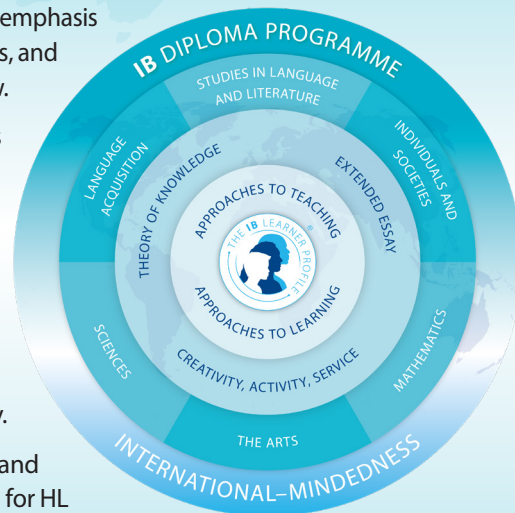 emphasis
s, and
y.
s
y.
and
for HL
IB DIPLOMA PROGRAMME
STUDIES IN LANGUAGE
AND LITERATURE
LANGUAGE
ACQUISITION
INDIVIDUALS AND
SOCIETIES
THEORY OF KNOWLEDGE
EXTENDED ESSAY
APPROACHES TO TEACHING
THE IB LEARNER PROFILE
®
APPROACHES TO LEARNING
CREATIVITY, ACTIVITY, SERVICE
SCIENCES
MATHEMATICS
THE ARTS
INTERNATIONAL–MINDEDNESS